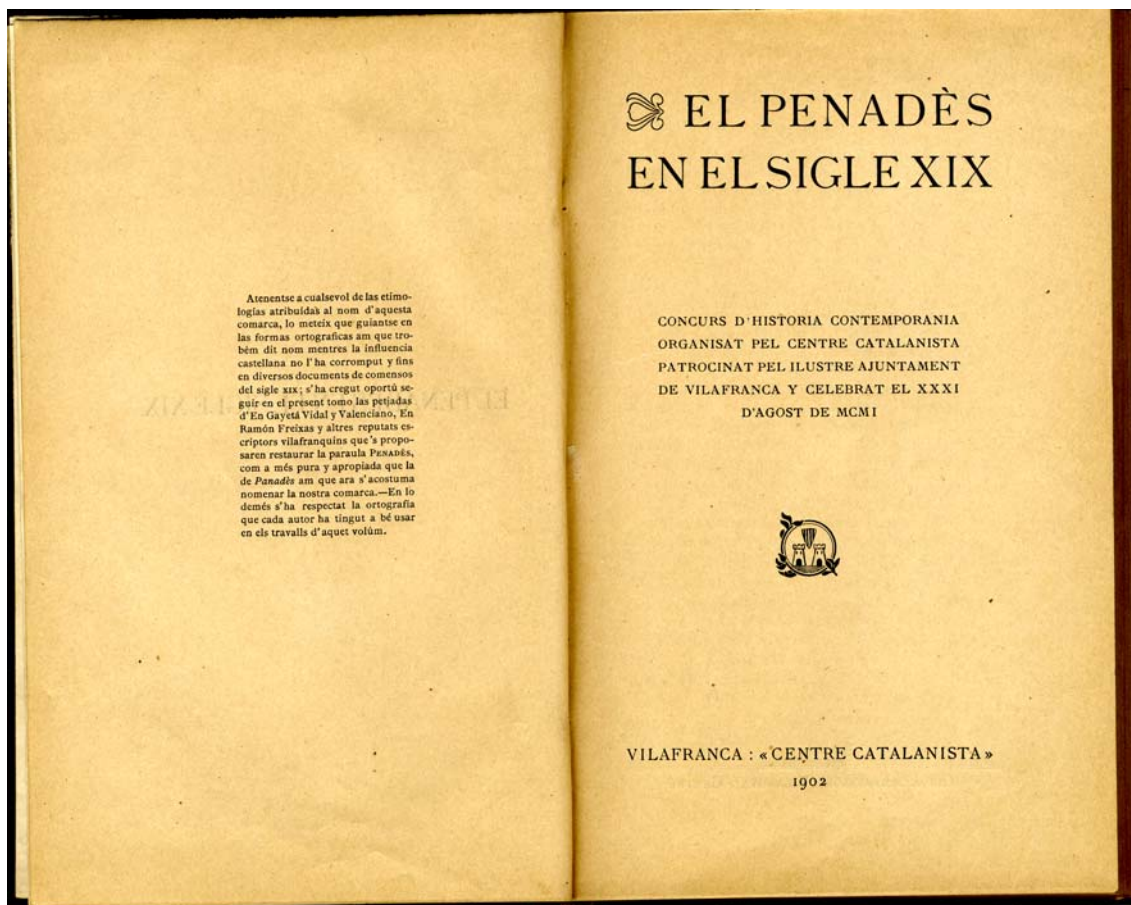 Atenentse a cualsevol de las etimo-
logías atribuídas al nom d'aquesta
comarca, lo meteix que guiantse en
las formas ortograficas am que tro-
bém dit nom mentres la influencia
castellana no l'ha corromput y fins
en diversos documents de comensos
del sigle XIX; s'ha cregut oportú se-
guir en el present tomo las petjadas
d'En Gayetá Vidal y Valenciano, En
Ramón Freixas y altres reputats es-
criptors vilafranquins que's propo-
saren restaurar la paraula PENADÈS,
com a més pura y apropiada que la
de Panadès am que ara s'acostuma
nomenar la nostra comarca.—En lo
demés s'ha respectat la ortografía
que cada autor ha tingut a bé usar
en els travalls d'aquet volúm.
EL PENADÈS
EN EL SIGLE XIX
CONCURS D'HISTORIA CONTEMPORANIA
ORGANISAT PEL CENTRE CATALANISTA
PATROCINAT PEL ILUSTRE AJUNTAMENT
DE VILAFRANCA Y CELEBRAT EL XXXI
D'AGOST DE MCMI
VILAFRANCA : «CENTRE CATALANISTA»
1902